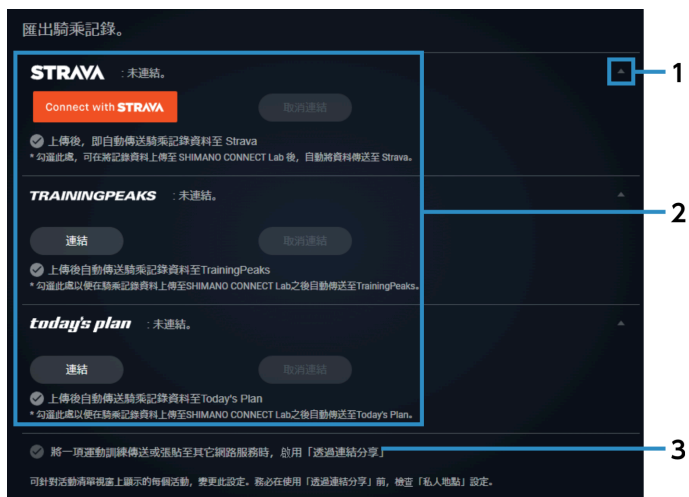 匯出騎乘記錄。
STRAVA :未連結。
1
Connect with STRAVA 取消連結
上傳後，即自動傳送騎乘記錄資料至 Strava
* 勾選此處，可在將記錄資料上傳至 SHIMANO CONNECT Lab 後，自動將資料傳送至 Strava。
TRAININGPEAKS :未連結。
2
連結 取消連結
上傳後自動傳送騎乘記錄資料至TrainingPeaks
* 勾選此處以便在騎乘記錄資料上傳至SHIMANO CONNECT Lab之後自動傳送至TrainingPeaks。
today's plan :未連結。
連結 取消連結
上傳後自動傳送騎乘記錄資料至Today's Plan
* 勾選此處以便在騎乘記錄資料上傳至SHIMANO CONNECT Lab之後自動傳送至Today's Plan。
將一項運動訓練傳送或張貼至其它網路服務時，啟用「透過連結分享」
3
可針對活動清單視窗上顯示的每個活動，變更此設定。務必在使用「透過連結分享」前，檢查「私人地點」設定。